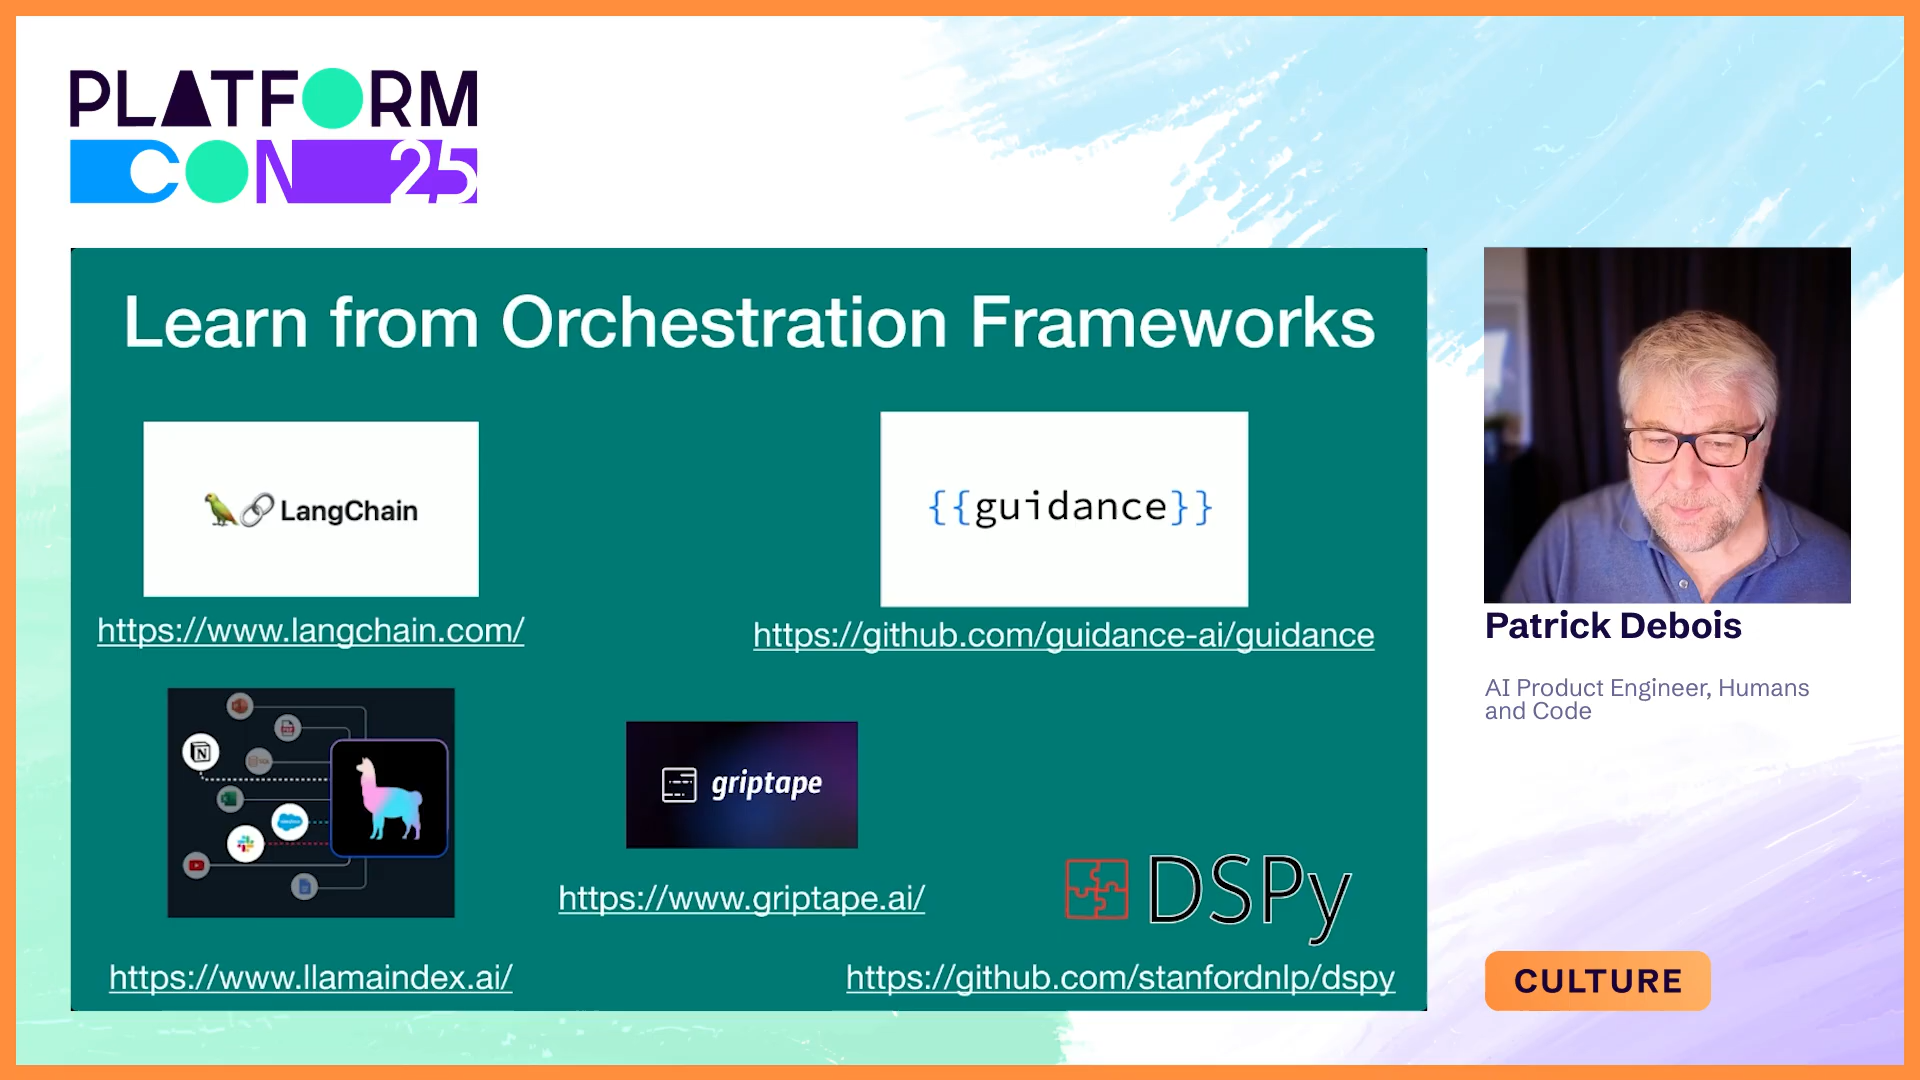 PLATFORM
CON 25
Learn from Orchestration Frameworks
LangChain
{{guidance}}
https://www.langchain.com/
https://github.com/guidance-ai/guidance
griptape
https://www.griptape.ai/
DSPy
https://www.llamaindex.ai/
https://github.com/stanfordnlp/dspy
Patrick Debois
AI Product Engineer, Humans
and Code
CULTURE